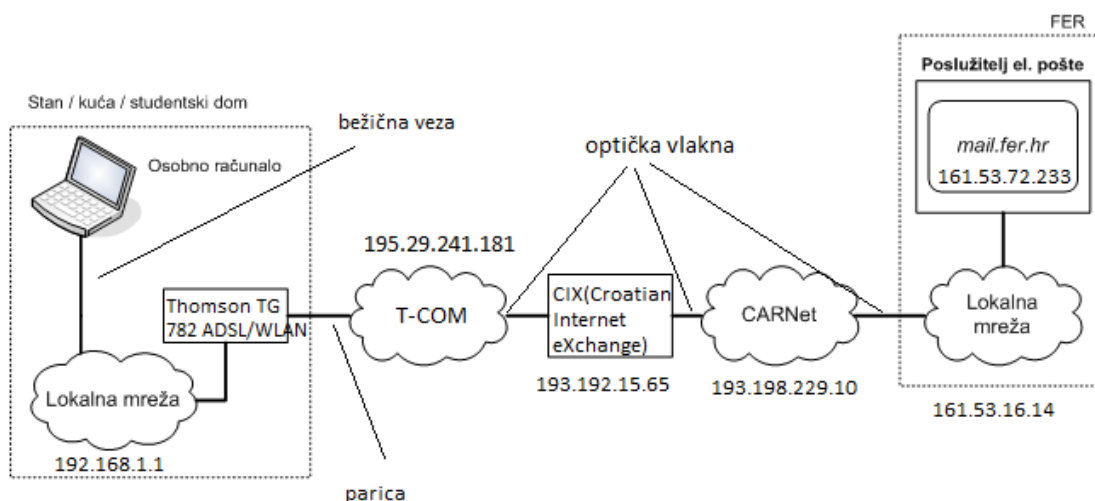 FER
Poslužitelj el. pošte
mail.fer.hr
161.53.72.233
Stan / kuća / studentski dom
bežična veza
optička vlakna
Osobno računalo
195.29.241.181
Thomson TG
782 ADSL/WLAN
T-COM
CIX(Croatian
Internet
eXchange)
CARNet
Lokalna
mreža
193.192.15.65
193.198.229.10
161.53.16.14
Lokalna mreža
192.168.1.1
parica